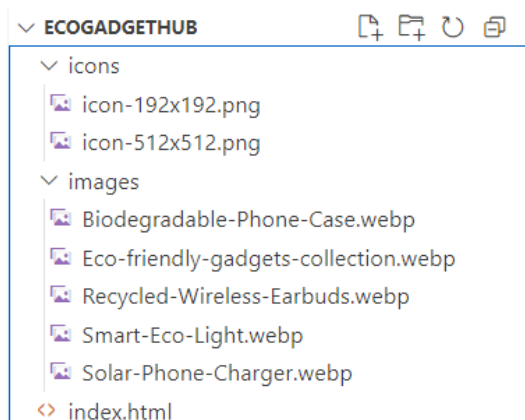 ECOGADGETHUB
icons
icon-192x192.png
icon-512x512.png
images
Biodegradable-Phone-Case.webp
Eco-friendly-gadgets-collection.webp
Recycled-Wireless-Earbuds.webp
Smart-Eco-Light.webp
Solar-Phone-Charger.webp
index.html